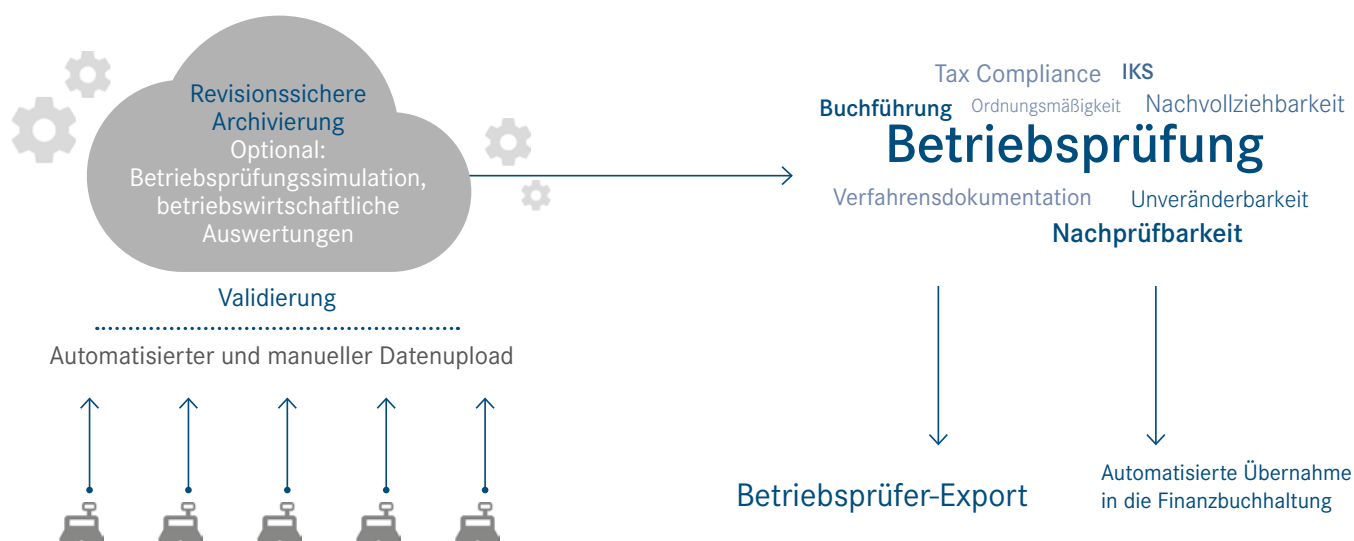 Revisionssichere
Archivierung
Optional:
Betriebsprüfungssimulation,
betriebswirtschaftliche
Auswertungen
Validierung
Automatisierter und manueller Datenupload
Tax Compliance IKS
Buchführung Ordnungsmäßigkeit Nachvollziehbarkeit
Betriebsprüfung
Verfahrensdokumentation Unveränderbarkeit
Nachprüfbarkeit
Betriebsprüfer-Export
Automatisierte Übernahme
in die Finanzbuchhaltung